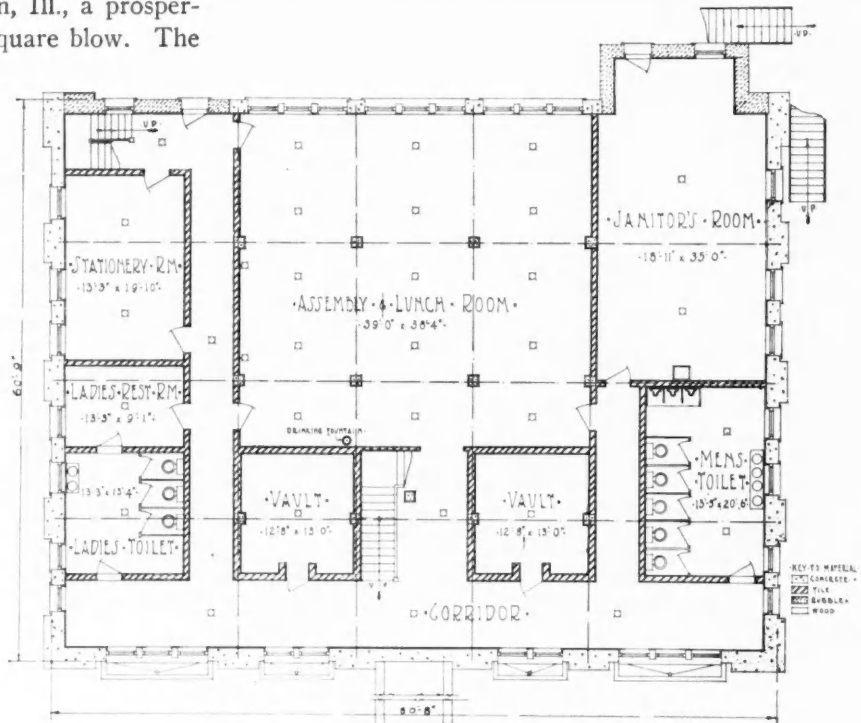 n, Ill., a prosper-
quare blow. The
UP
UP
UP
JANITOR'S ROOM
18'-11" x 35'-0"
STATIONERY RM
13'-3" x 19'-10"
ASSEMBLY & LUNCH ROOM
39'-0" x 38'-4"
60'-9"
LADIES REST RM
13'-3" x 9'-1"
DRINKING FOUNTAIN
MENS
TOILET
13'-5" x 20'-6"
VAULT
12'-8" x 13'-0"
VAULT
12'-8" x 13'-0"
13'-3" x 13'-4"
LADIES TOILET
UP
KEY TO MATERIAL
CONCRETE
TILE
RUBBLE
WOOD
CORRIDOR
80'-8"